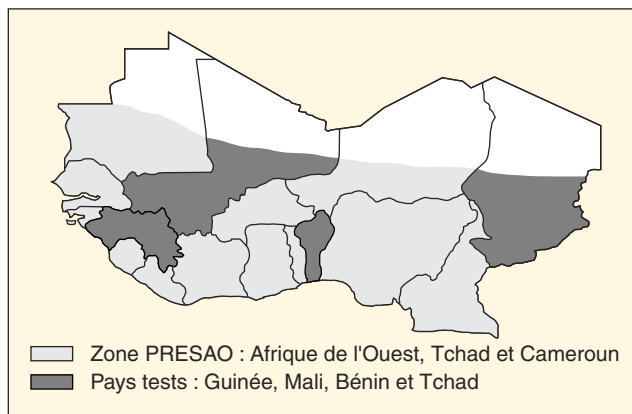 Zone PRESAO : Afrique de l'Ouest, Tchad et Cameroun
Pays tests : Guinée, Mali, Bénin et Tchad